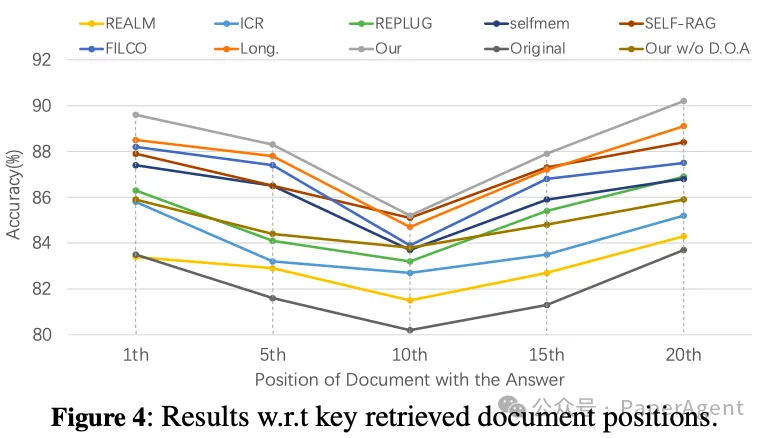 REALM ICR REPLUG selfmem SELF-RAG
FILCO Long. Our Original Our w/o D.O.A
92
90
88
86
84
82
80
Accuracy(%)
1th 5th 10th 15th 20th
Position of Document with the Answer
Figure 4: Results w.r.t key retrieved document positions.
公众号 · PaperAgent